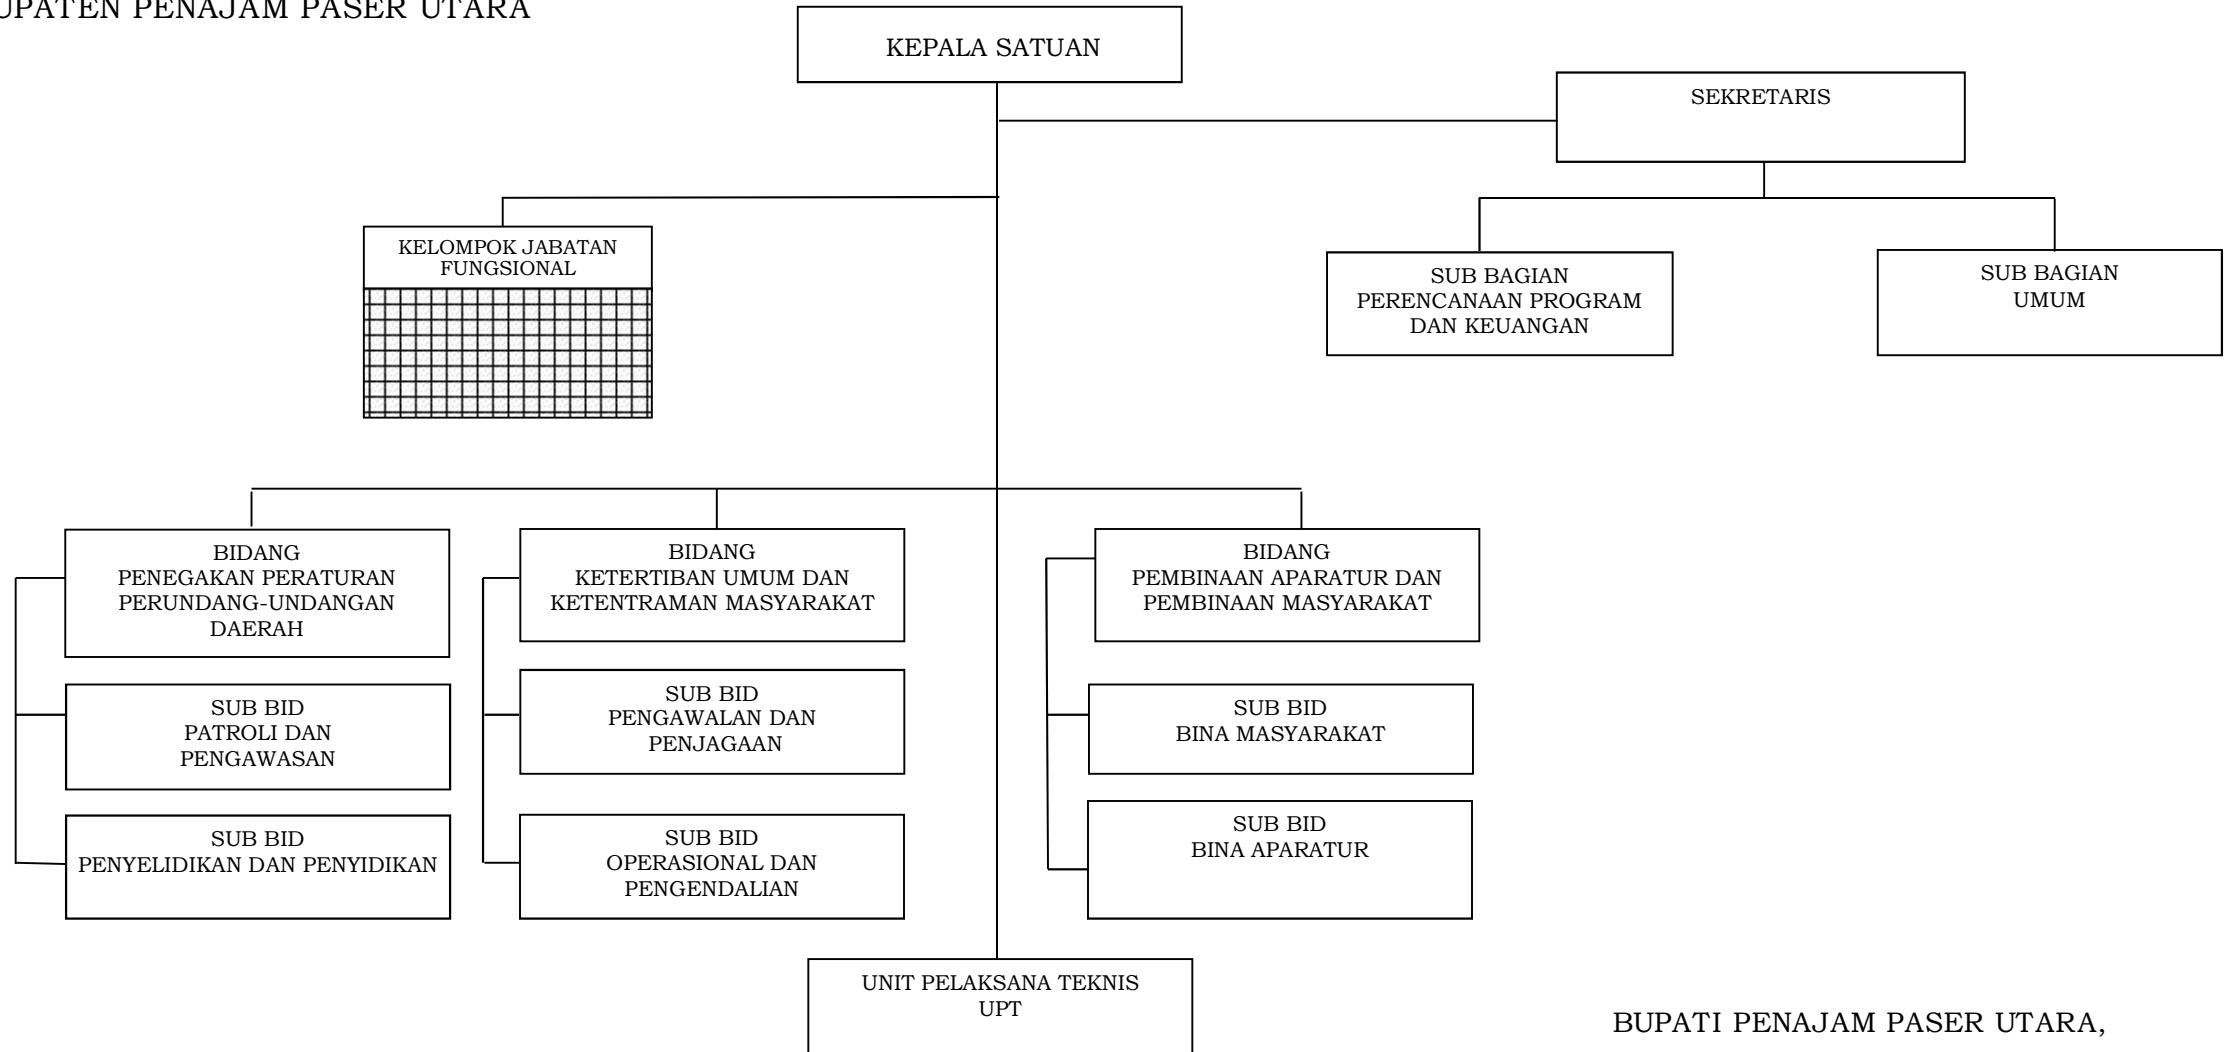 UPATEN PENAJAM PASER UTARA
KEPALA SATUAN
SEKRETARIS
KELOMPOK JABATAN
FUNGSIONAL
SUB BAGIAN
PERENCANAAN PROGRAM
DAN KEUANGAN
SUB BAGIAN
UMUM
BIDANG
PENEGAKAN PERATURAN
PERUNDANG-UNDANGAN
DAERAH
BIDANG
KETERTIBAN UMUM DAN
KETENTRAMAN MASYARAKAT
BIDANG
PEMBINAAN APARATUR DAN
PEMBINAAN MASYARAKAT
SUB BID
PATROLI DAN
PENGAWASAN
SUB BID
PENGAWALAN DAN
PENJAGAAN
SUB BID
BINA MASYARAKAT
SUB BID
PENYELIDIKAN DAN PENYIDIKAN
SUB BID
OPERASIONAL DAN
PENGENDALIAN
SUB BID
BINA APARATUR
UNIT PELAKSANA TEKNIS
UPT
BUPATI PENAJAM PASER UTARA,